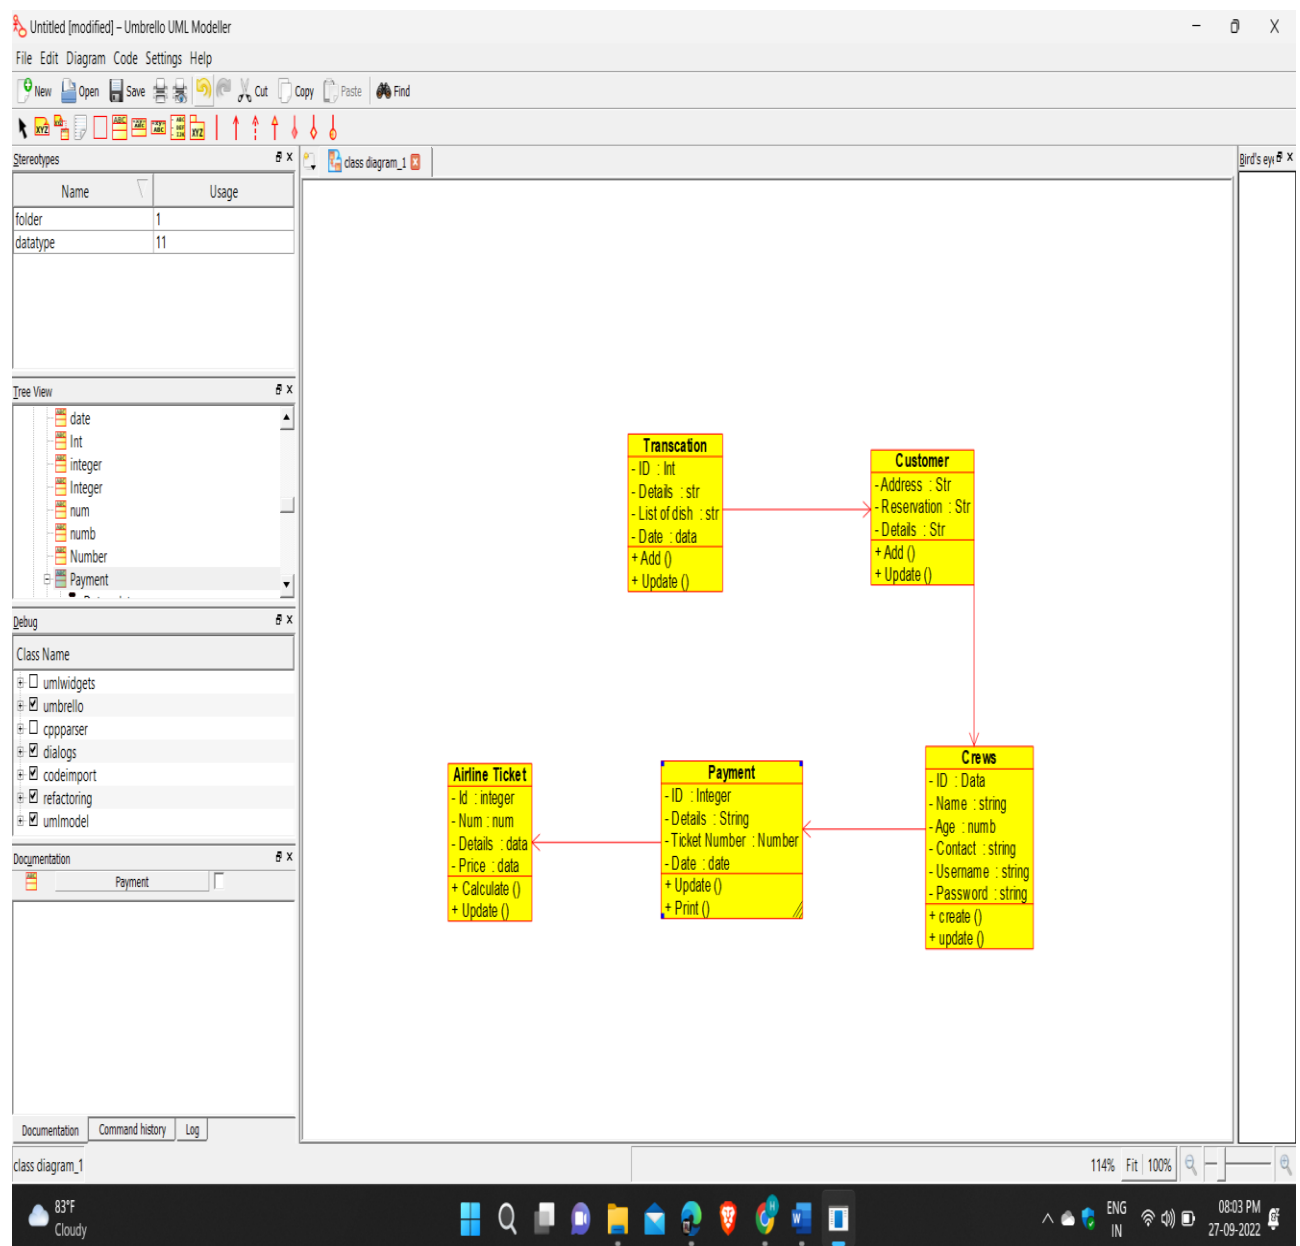 Untitled [modified] – Umbrello UML Modeller
File Edit Diagram Code Settings Help
New Open Save Cut Copy Paste Find
Stereotypes
class diagram_1
Bird's eye
Name Usage
folder 1
datatype 11
Tree View
date
Int
integer
Integer
num
numb
Number
Payment
Debug
Class Name
umlwidgets
umbrello
cppparser
dialogs
codeimport
refactoring
umlmodel
Documentation
Payment
Documentation Command history Log
Transcation
- ID : Int
- Details : str
- List of dish : str
- Date : data
+ Add ()
+ Update ()
Customer
- Address : Str
- Reservation : Str
- Details : Str
+ Add ()
+ Update ()
Airline Ticket
- Id : integer
- Num : num
- Details : data
- Price : data
+ Calculate ()
+ Update ()
Payment
- ID : Integer
- Details : String
- Ticket Number : Number
- Date : date
+ Update ()
+ Print ()
Crews
- ID : Data
- Name : string
- Age : numb
- Contact : string
- Username : string
- Password : string
+ create ()
+ update ()
class diagram_1
114% Fit 100%
83°F
Cloudy
ENG
IN
08:03 PM
27-09-2022